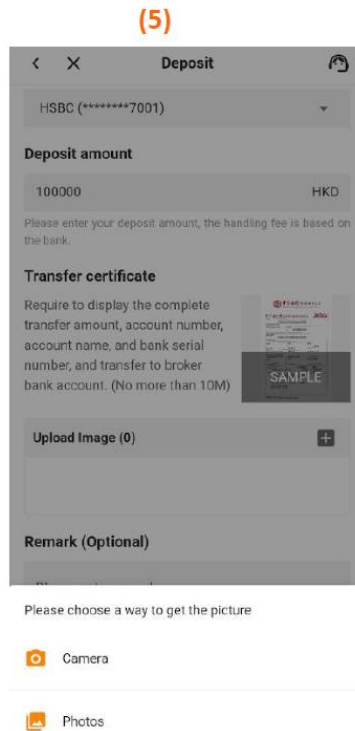 (5)
Deposit
HSBC (********7001)
Deposit amount
100000 HKD
Please enter your deposit amount, the handling fee is based on
the bank.
Transfer certificate
Require to display the complete
transfer amount, account number,
account name, and bank serial
number, and transfer to broker
bank account. (No more than 10M)
SAMPLE
Upload Image (0)
Remark (Optional)
Please choose a way to get the picture
Camera
Photos